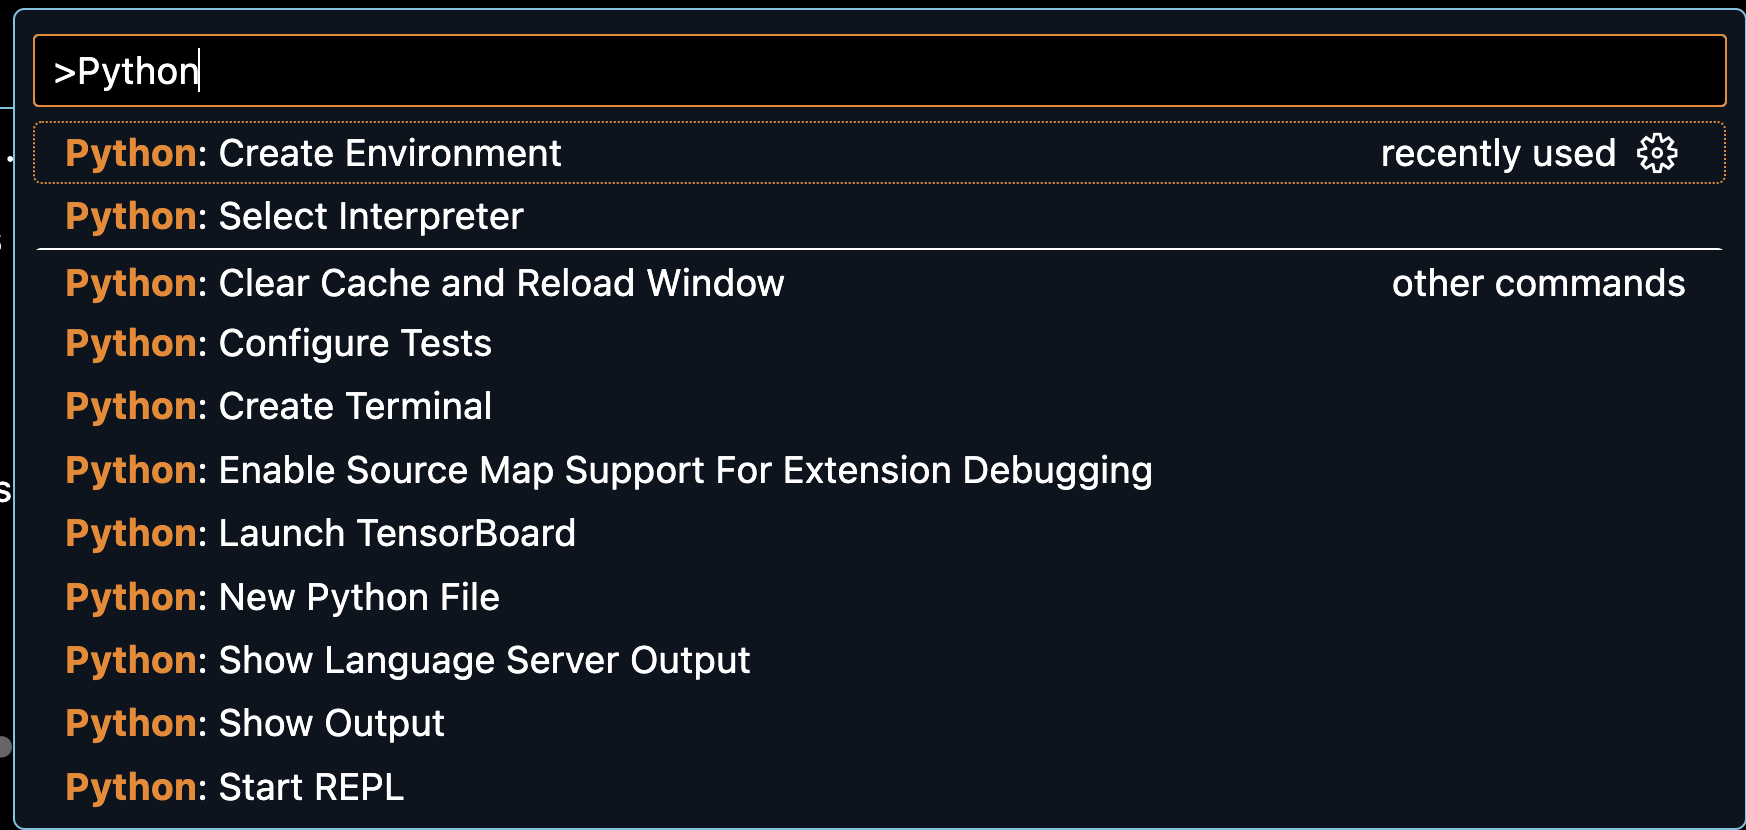 >Python
Python: Create Environment recently used
Python: Select Interpreter
Python: Clear Cache and Reload Window other commands
Python: Configure Tests
Python: Create Terminal
Python: Enable Source Map Support For Extension Debugging
Python: Launch TensorBoard
Python: New Python File
Python: Show Language Server Output
Python: Show Output
Python: Start REPL